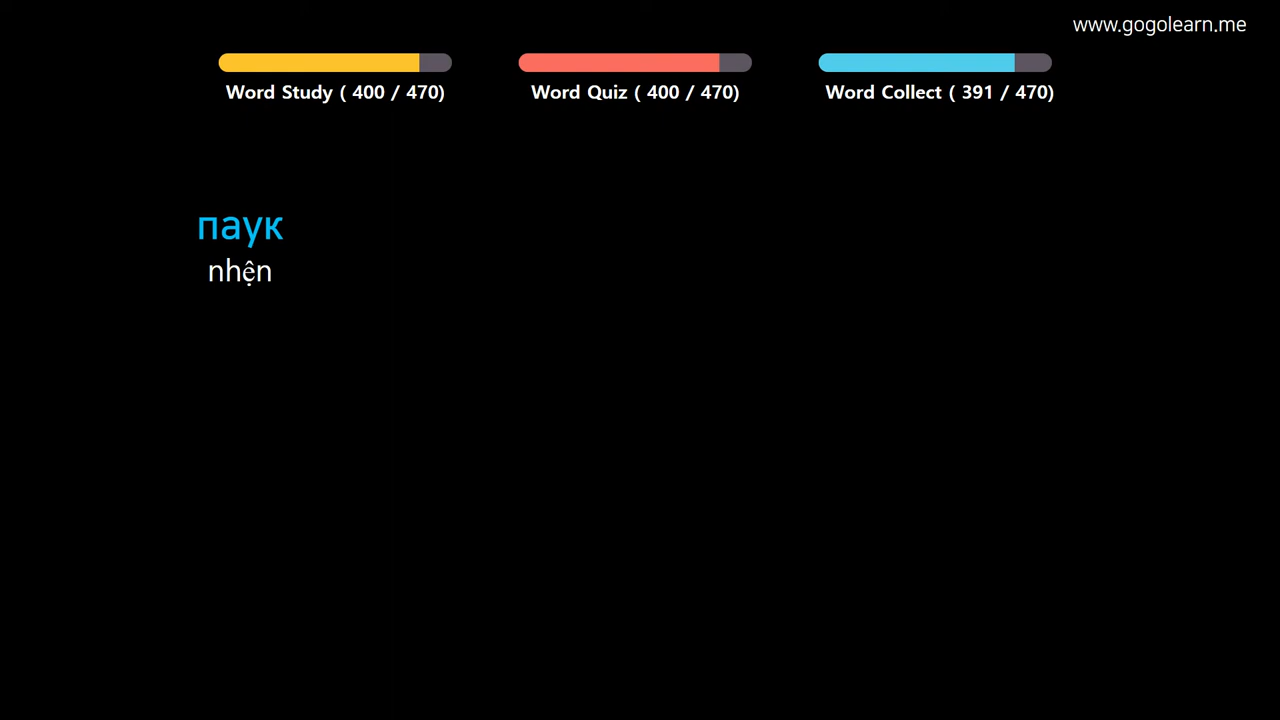 www.gogolearn.me
Word Study ( 400 / 470)
Word Quiz ( 400 / 470)
Word Collect ( 391 / 470)
паук
nhện